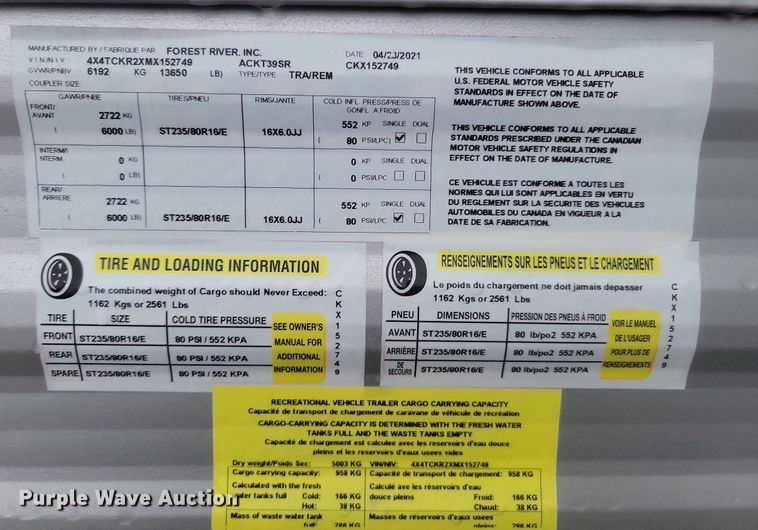 MANUFACTURED BY / FABRIQUE PAR FOREST RIVER, INC. DATE 04/2J/2021
V I N/N I V 4X4TCKR2XMX152749 ACKT39SR CKX152749
GVWR/PNBV 6192 KG 13650 LB) TYPE/TYPE TRA/REM
COUPLER SIZE
GAWR/PNBE TIRES/PNEU RIMS/JANTE COLD INFL. PRESS/PRESS DE GONFL A FROID
FRONT/ AVANT 2722 KG 552 KP SINGLE DUAL
( 6000 LB) ST235/80R16/E 16X6.0JJ ( 80 PSI/LPC)
INTERM/ NTERM 0 KG 0 KP SINGLE DUAL
( 0 LB) ( 0 PSI/LPC
REAR/ ARRIERE 2722 KG 552 KP SINGLE DUAL
( 6000 LB) ST235/80R16/E 16X6.0JJ ( 80 PSI/LPC
THIS VEHICLE CONFORMS TO ALL APPLICABLE
U.S. FEDERAL MOTOR VEHICLE SAFETY
STANDARDS IN EFFECT ON THE DATE OF
MANUFACTURE SHOWN ABOVE.
THIS VEHICLE CONFORMS TO ALL APPLICABLE
STANDARDS PRESCRIBED UNDER THE CANADIAN
MOTOR VEHICLE SAFETY REGULATIONS IN
EFFECT ON THE DATE OF MANUFACTURE.
CE VEHICULE EST CONFORME A TOUTES LES
NORMES QUI LUI SONT APPLICABLES EN VERTU
DU REGLEMENT SUR LA SECURITE DES VEHICULES
AUTOMOBILES DU CANADA EN VIGUEUR A LA
DATE DE SA FABRICATION.
TIRE AND LOADING INFORMATION
The combined weight of Cargo should Never Exceed:
1162 Kgs or 2561 Lbs
TIRE SIZE COLD TIRE PRESSURE
FRONT ST235/80R16/E 80 PSI / 552 KPA
REAR ST235/80R16/E 80 PSI / 552 KPA
SPARE ST235/80R16/E 80 PSI / 552 KPA
SEE OWNER'S
MANUAL FOR
ADDITIONAL
INFORMATION
CKX152749
RENSEIGNEMENTS SUR LES PNEUS ET LE CHARGEMENT
Le poids du chargement ne doit jamais depasser
1162 Kgs or 2561 Lbs
PNEU DIMENSIONS PRESSION DES PNEUS À FROID
AVANT ST235/80R16/E 80 lb/po2 552 KPA
ARRIÈRE ST235/80R16/E 80 lb/po2 552 KPA
DE SECOURS ST235/80R16/E 80 lb/po2 552 KPA
VOIR LE MANUEL
DE L'USAGER
POUR PLUS DE
RENSEIGNEMENTS
CKX152749
RECREATIONAL VEHICLE TRAILER CARGO CARRYING CAPACITY
Capacité de transport de chargement de caravane de véhicule de récréation
CARGO-CARRYING CAPACITY IS DETERMINED WITH THE FRESH WATER
TANKS FULL AND THE WASTE TANKS EMPTY
Capacité de chargement est calculee avec les reservoirs d'eau douce
pleins et les reservoirs d'eaux usees vides
Dry weight/Poids Sec: 5003 KG VIN/NIV: 4X4TCKR2XMX152749
Cargo carrying capacity: 958 KG Capacité de transport de chargement: 958 KG
Calculated with the fresh Calculé ave les réservoirs d'eau
water tanks full Cold: 166 KG douce pleins Froid: 166 KG
Hot: 38 KG Chaud: 38 KG
Mass of waste water tank Masses de réservoirs d'eaux usees
full: 286 KG pleins: 286 KG
Purple Wave Auction